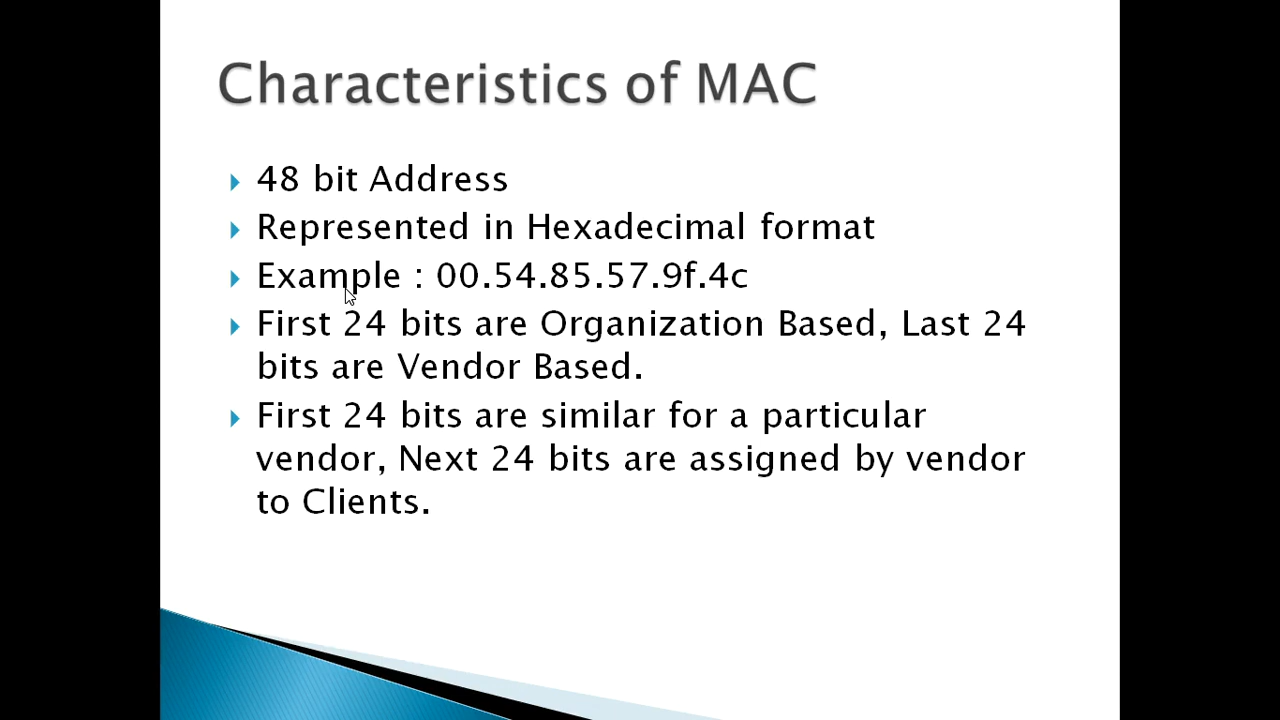 Characteristics of MAC
48 bit Address
Represented in Hexadecimal format
Example : 00.54.85.57.9f.4c
First 24 bits are Organization Based, Last 24
bits are Vendor Based.
First 24 bits are similar for a particular
vendor, Next 24 bits are assigned by vendor
to Clients.